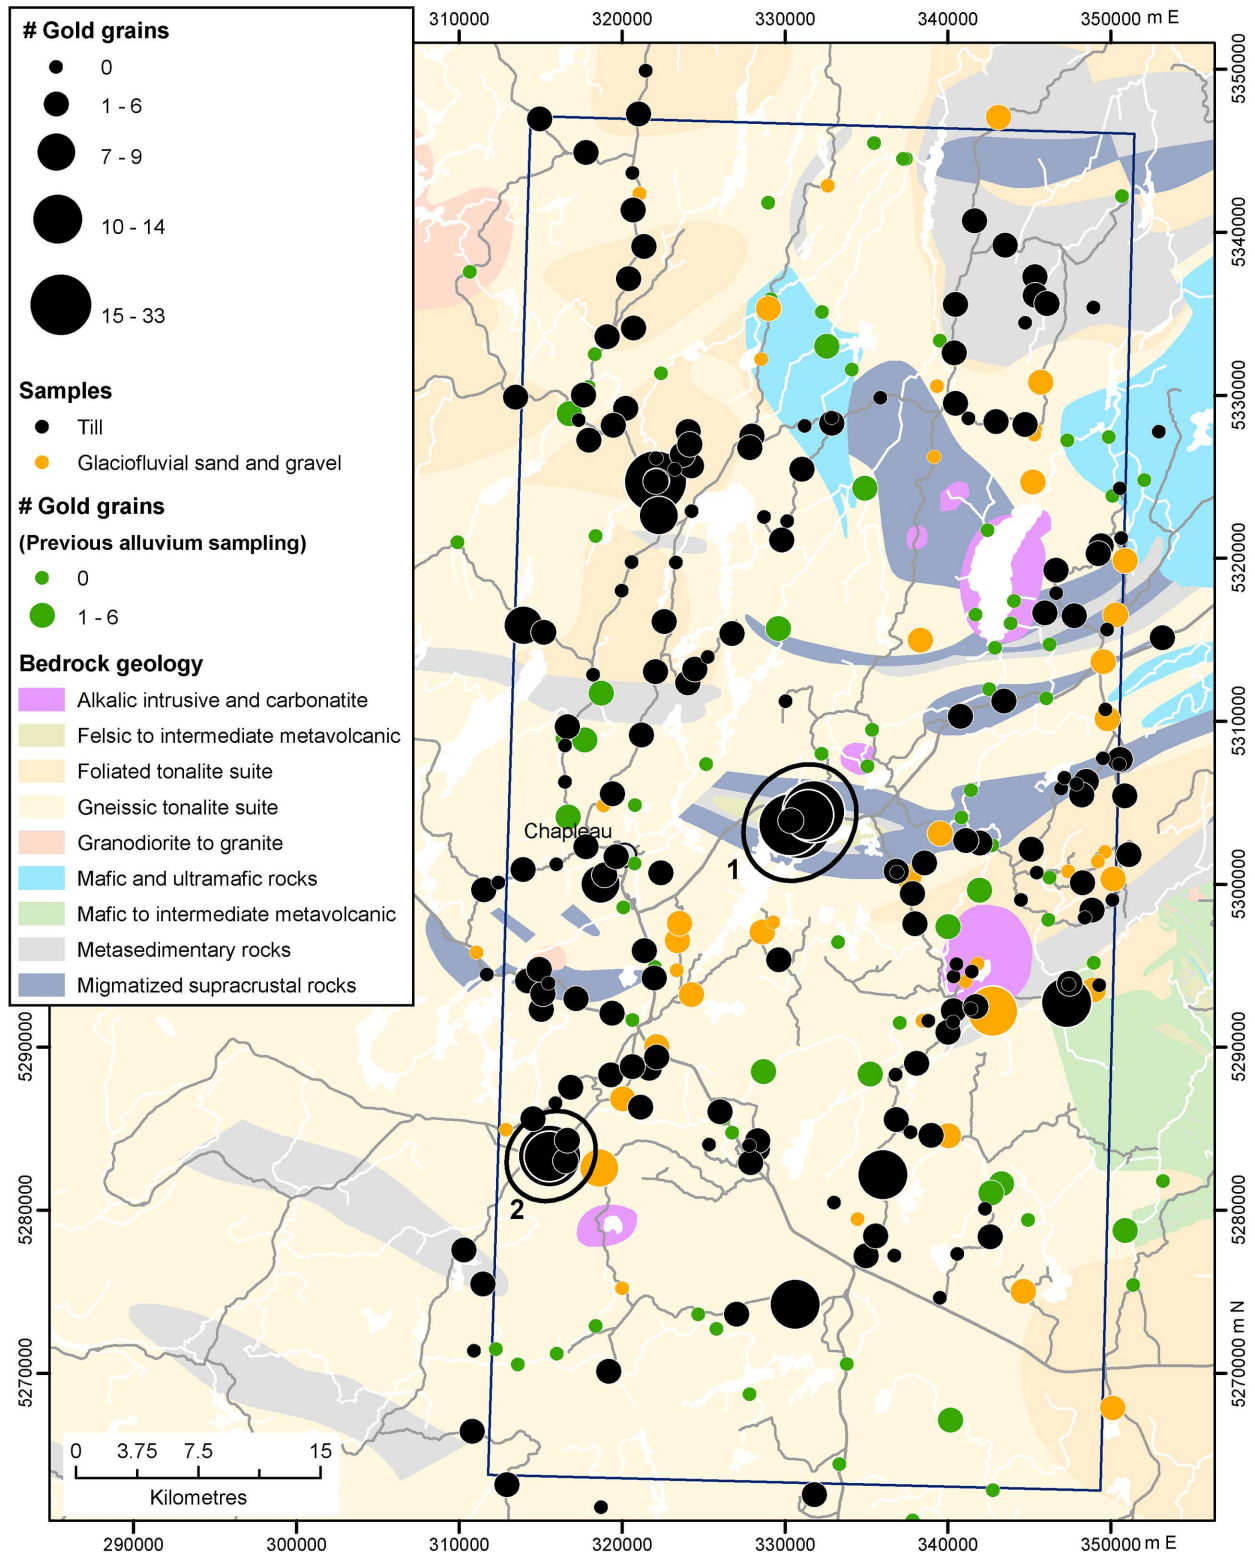 310000 320000 330000 340000 350000 m E
# Gold grains
0
1 - 6
7 - 9
10 - 14
15 - 33
Samples
Till
Glaciofluvial sand and gravel
# Gold grains
(Previous alluvium sampling)
0
1 - 6
Bedrock geology
Alkalic intrusive and carbonatite
Felsic to intermediate metavolcanic
Foliated tonalite suite
Gneissic tonalite suite
Granodiorite to granite
Mafic and ultramafic rocks
Mafic to intermediate metavolcanic
Metasedimentary rocks
Migmatized supracrustal rocks
5350000
5340000
5330000
5320000
5310000
5300000
5290000
5280000
5270000 m N
Chapleau
1
2
5290000
5280000
5270000
0 3.75 7.5 15
Kilometres
290000 300000 310000 320000 330000 340000 350000 m E